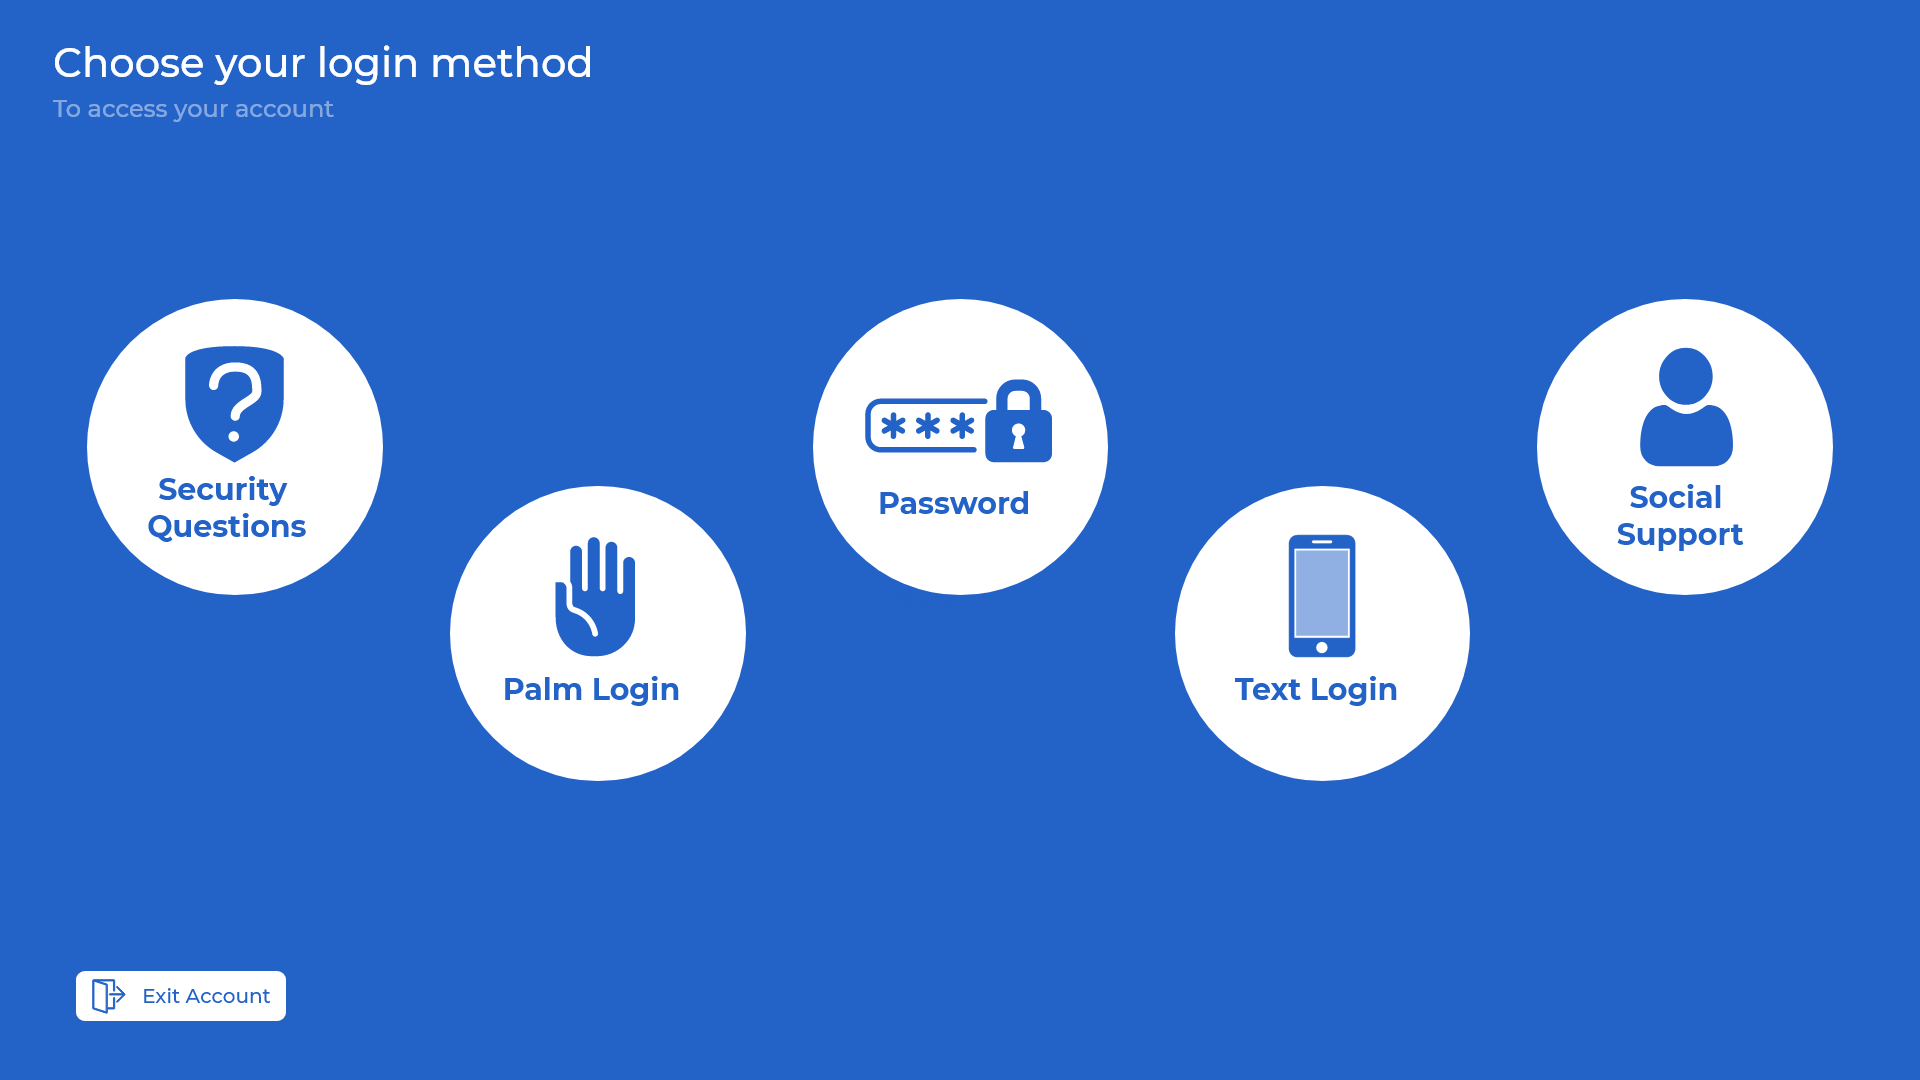 Choose your login method
To access your account
Security
Questions
Palm Login
***
Password
Text Login
Social
Support
Exit Account